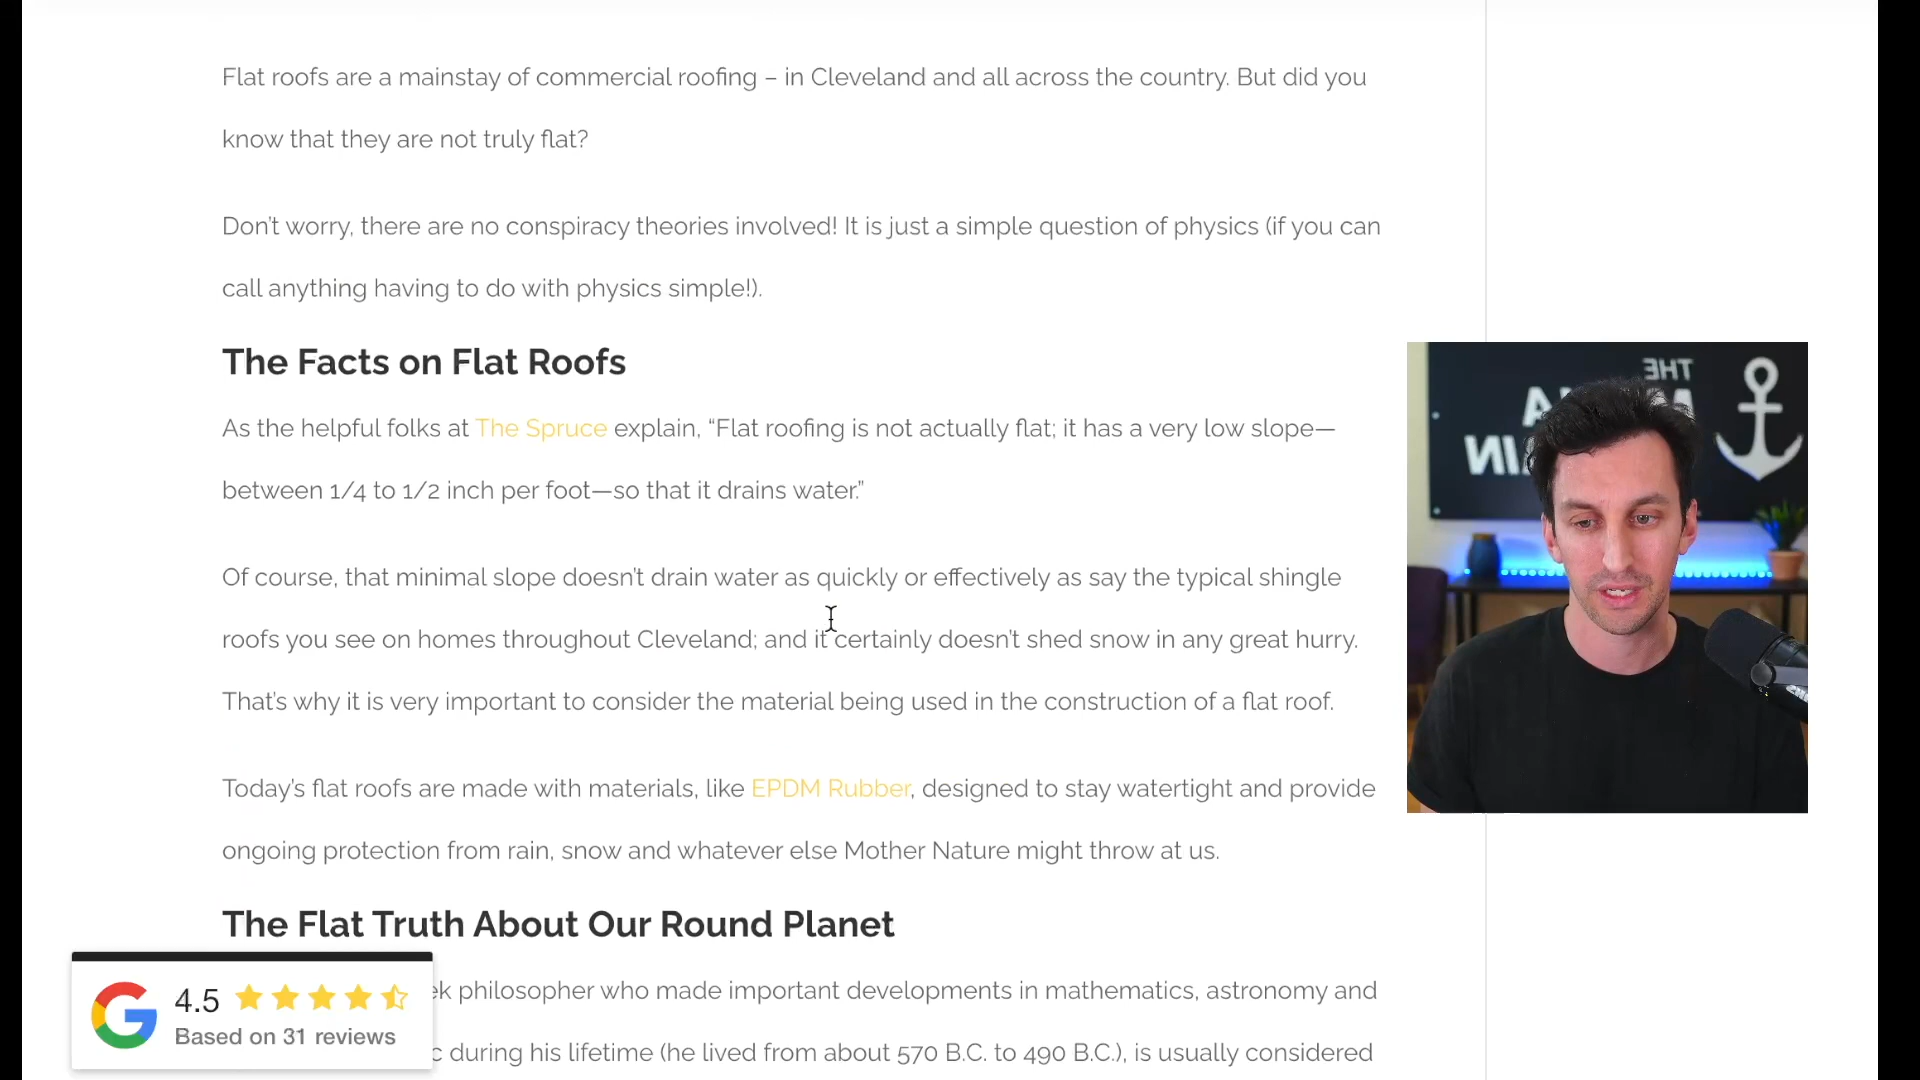 Flat roofs are a mainstay of commercial roofing – in Cleveland and all across the country. But did you
know that they are not truly flat?
Don’t worry, there are no conspiracy theories involved! It is just a simple question of physics (if you can
call anything having to do with physics simple!).
The Facts on Flat Roofs
As the helpful folks at The Spruce explain, “Flat roofing is not actually flat; it has a very low slope—
between 1/4 to 1/2 inch per foot—so that it drains water.”
Of course, that minimal slope doesn’t drain water as quickly or effectively as say the typical shingle
roofs you see on homes throughout Cleveland; and it certainly doesn’t shed snow in any great hurry.
That’s why it is very important to consider the material being used in the construction of a flat roof.
Today’s flat roofs are made with materials, like EPDM Rubber, designed to stay watertight and provide
ongoing protection from rain, snow and whatever else Mother Nature might throw at us.
The Flat Truth About Our Round Planet
philosopher who made important developments in mathematics, astronomy and
during his lifetime (he lived from about 570 B.C. to 490 B.C.), is usually considered
4.5
Based on 31 reviews
THE